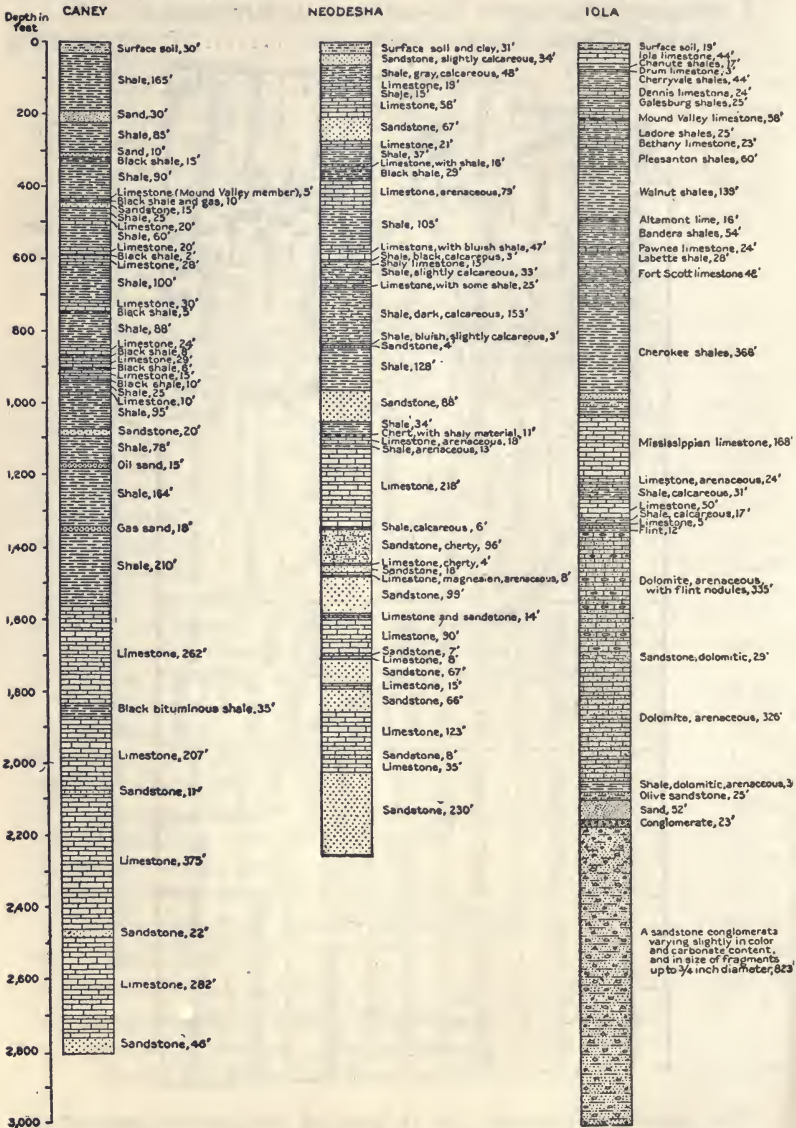 Depth in
feet
CANEY
NEODESHA
IOLA
0
200
400
600
800
1,000
1,200
1,400
1,600
1,800
2,000
2,200
2,400
2,600
2,800
3,000
Surface soil, 30'
Shale, 165'
Sand, 30'
Shale, 85'
Sand, 10'
Black shale, 15'
Shale, 90'
Limestone (Mound Valley member), 5'
Black shale and gas, 10'
Sandstone, 15'
Shale, 25'
Limestone, 20'
Shale, 60'
Limestone, 20'
Black shale, 2'
Limestone, 28'
Shale, 100'
Limestone, 30'
Black shale, 5'
Shale, 88'
Limestone, 24'
Black shale, 8'
Limestone, 29'
Black shale, 6'
Limestone, 15'
Black shale, 10'
Shale, 25'
Limestone, 10'
Shale, 95'
Sandstone, 20'
Shale, 78'
Oil sand, 15'
Shale, 164'
Gas sand, 18'
Shale, 210'
Limestone, 262'
Black bituminous shale, 35'
Limestone, 207'
Sandstone, 11'
Limestone, 375'
Sandstone, 22'
Limestone, 282'
Sandstone, 46'
Surface soil and clay, 31'
Sandstone, slightly calcareous, 34'
Shale, gray, calcareous, 48'
Limestone, 19'
Shale, 15'
Limestone, 58'
Sandstone, 67'
Limestone, 21'
Shale, 37'
Limestone, with shale, 16'
Black shale, 29'
Limestone, arenaceous, 79'
Shale, 105'
Limestone, with bluish shale, 47'
Shale, black, calcareous, 3'
Shaly limestone, 15'
Shale, slightly calcareous, 33'
Limestone, with some shale, 25'
Shale, dark, calcareous, 153'
Shale, bluish, slightly calcareous, 3'
Sandstone, 4'
Shale, 128'
Sandstone, 88'
Shale, 34'
Chert, with shaly material, 11'
Limestone, arenaceous, 18'
Shale, arenaceous, 13'
Limestone, 218'
Shale, calcareous, 6'
Sandstone, cherty, 96'
Limestone, cherty, 4'
Sandstone, 18'
Limestone, magnesian, arenaceous, 8'
Sandstone, 99'
Limestone and sandstone, 14'
Limestone, 90'
Sandstone, 7'
Limestone, 8'
Sandstone, 67'
Limestone, 15'
Sandstone, 66'
Limestone, 123'
Sandstone, 8'
Limestone, 35'
Sandstone, 230'
Surface soil, 19'
Iola limestone, 44'
Chanute shales, 17'
Drum limestone, 3'
Cherryvale shales, 44'
Dennis limestone, 24'
Galesburg shales, 25'
Mound Valley limestone, 58'
Ladore shales, 25'
Bethany limestone, 23'
Pleasanton shales, 60'
Walnut shales, 139'
Altamont lime, 16'
Bandera shales, 54'
Pawnee limestone, 24'
Labette shale, 28'
Fort Scott limestone 48'
Cherokee shales, 368'
Mississippian limestone, 168'
Limestone, arenaceous, 24'
Shale, calcareous, 31'
Limestone, 50'
Shale, calcareous, 17'
Limestone, 5'
Flint, 12'
Dolomite, arenaceous,
with flint nodules, 335'
Sandstone, dolomitic, 29'
Dolomite, arenaceous, 326'
Shale, dolomitic, arenaceous, 3
Olive sandstone, 25'
Sand, 52'
Conglomerate, 23'
A sandstone conglomerate
varying slightly in color
and carbonate content,
and in size of fragments
up to 3/4 inch diameter, 823'